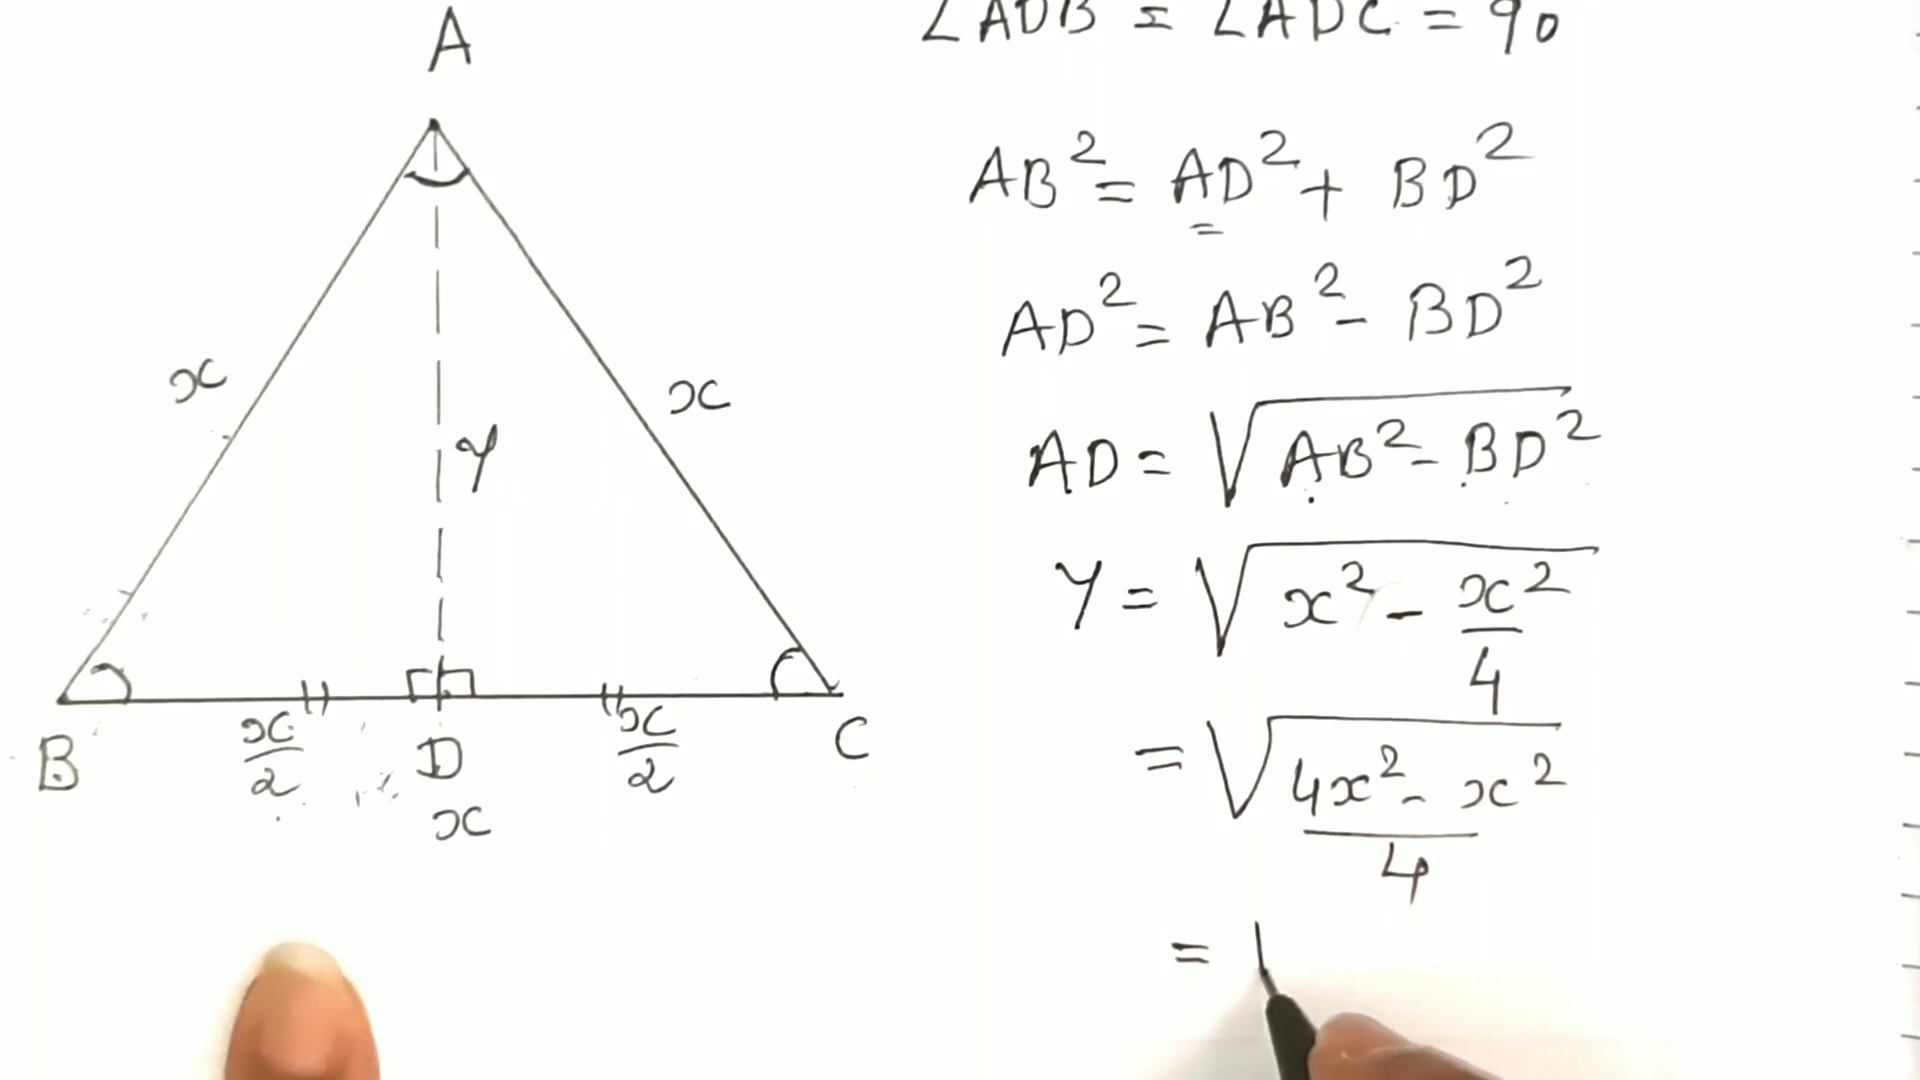 A
x
x
Y
B
x/2
D
x/2
C
x
∠ADB = ∠ADC = 90
AB² = AD² + BD²
AD² = AB² - BD²
AD = √(AB² - BD²)
Y = √(x² - x²/4)
= √((4x² - x²)/4)
=